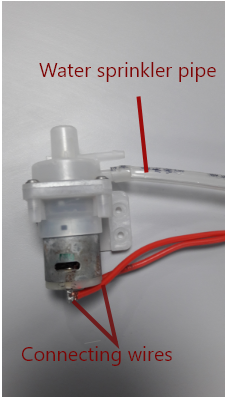 Water sprinkler pipe
Connecting wires